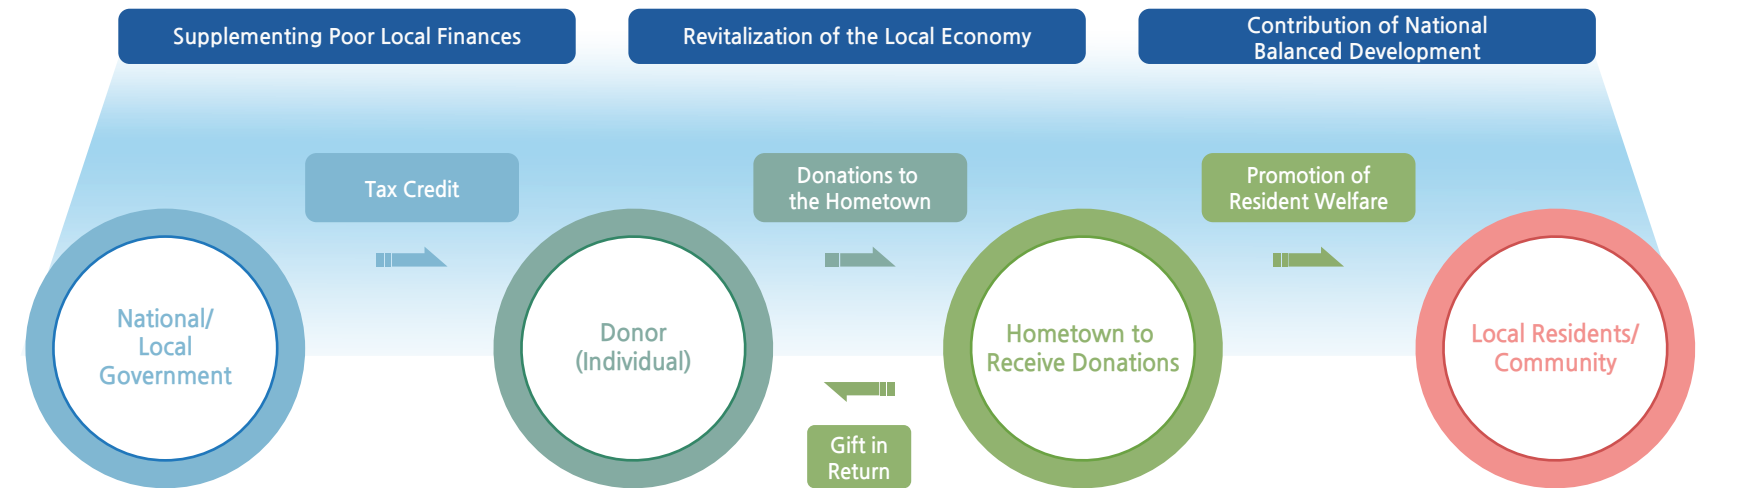 Supplementing Poor Local Finances
Revitalization of the Local Economy
Contribution of National
Balanced Development
Tax Credit
Donations to
the Hometown
Promotion of
Resident Welfare
National/
Local
Government
Donor
(Individual)
Hometown to
Receive Donations
Local Residents/
Community
Gift in
Return